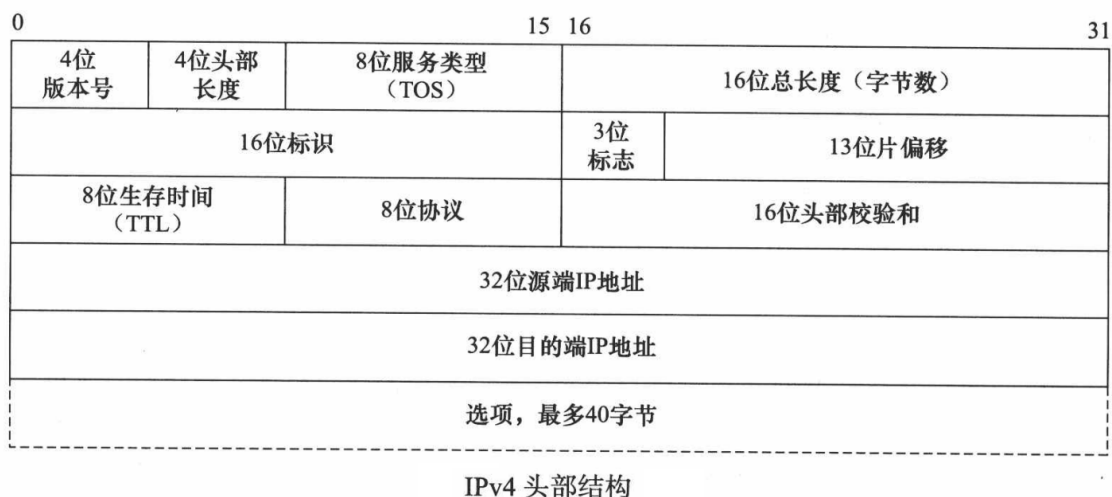 0 15 16 31
4位
版本号
4位头部
长度
8位服务类型
（TOS）
16位总长度（字节数）
16位标识
3位
标志
13位片偏移
8位生存时间
（TTL）
8位协议
16位头部校验和
32位源端IP地址
32位目的端IP地址
选项，最多40字节
IPv4 头部结构